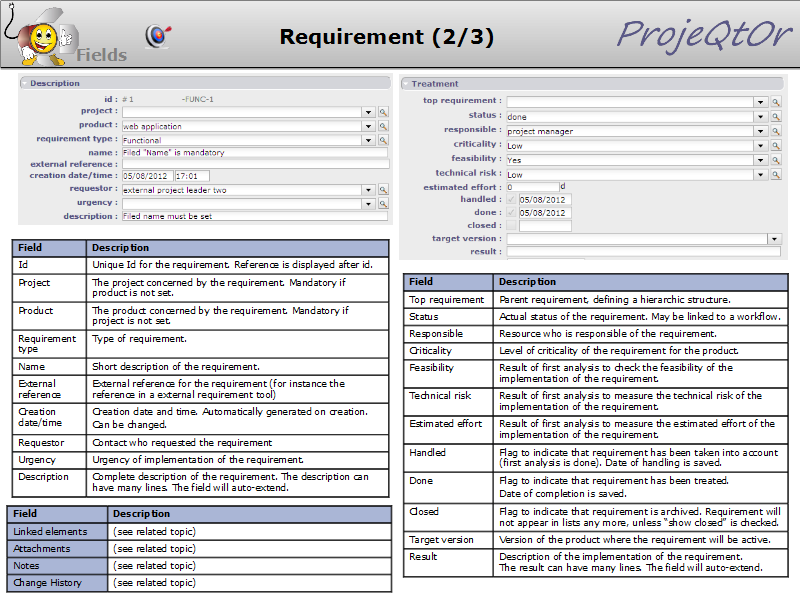 Fields
Requirement (2/3)
ProjeQtOr
Description
id : # 1 -FUNC-1
project :
product : web application
requirement type : Functional
name : Filed "Name" is mandatory
external reference :
creation date/time : 05/08/2012 17:01
requestor : external project leader two
urgency :
description : Filed name must be set
Treatment
top requirement :
status : done
responsible : project manager
criticality : Low
feasibility : Yes
technical risk : Low
estimated effort : 0 d
handled : 05/08/2012
done : 05/08/2012
closed :
target version :
result :
Field Description
Id Unique Id for the requirement. Reference is displayed after id.
Project The project concerned by the requirement. Mandatory if
product is not set.
Product The product concerned by the requirement. Mandatory if
project is not set.
Requirement Type of requirement.
type
Name Short description of the requirement.
External External reference for the requirement (for instance the
reference reference in a external requirement tool)
Creation Creation date and time. Automatically generated on creation.
date/time Can be changed.
Requestor Contact who requested the requirement
Urgency Urgency of implementation of the requirement.
Description Complete description of the requirement. The description can
have many lines. The field will auto-extend.
Field Description
Linked elements (see related topic)
Attachments (see related topic)
Notes (see related topic)
Change History (see related topic)
Field Description
Top requirement Parent requirement, defining a hierarchic structure.
Status Actual status of the requirement. May be linked to a workflow.
Responsible Resource who is responsible of the requirement.
Criticality Level of criticality of the requirement for the product.
Feasibility Result of first analysis to check the feasibility of the
implementation of the requirement.
Technical risk Result of first analysis to measure the technical risk of the
implementation of the requirement.
Estimated effort Result of first analysis to measure the estimated effort of the
implementation of the requirement.
Handled Flag to indicate that requirement has been taken into account
(first analysis is done). Date of handling is saved.
Done Flag to indicate that requirement has been treated.
Date of completion is saved.
Closed Flag to indicate that requirement is archived. Requirement will
not appear in lists any more, unless "show closed" is checked.
Target version Version of the product where the requirement will be active.
Result Description of the implementation of the requirement.
The result can have many lines. The field will auto-extend.